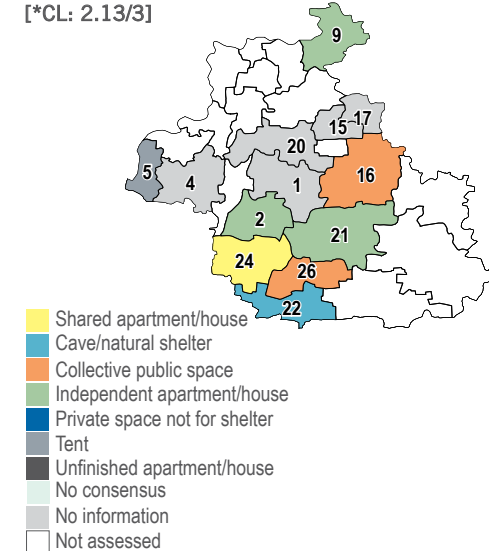 [*CL: 2.13/3]
9
15 17
20
5 4 1 16
2
21
24
26
22
Shared apartment/house
Cave/natural shelter
Collective public space
Independent apartment/house
Private space not for shelter
Tent
Unfinished apartment/house
No consensus
No information
Not assessed